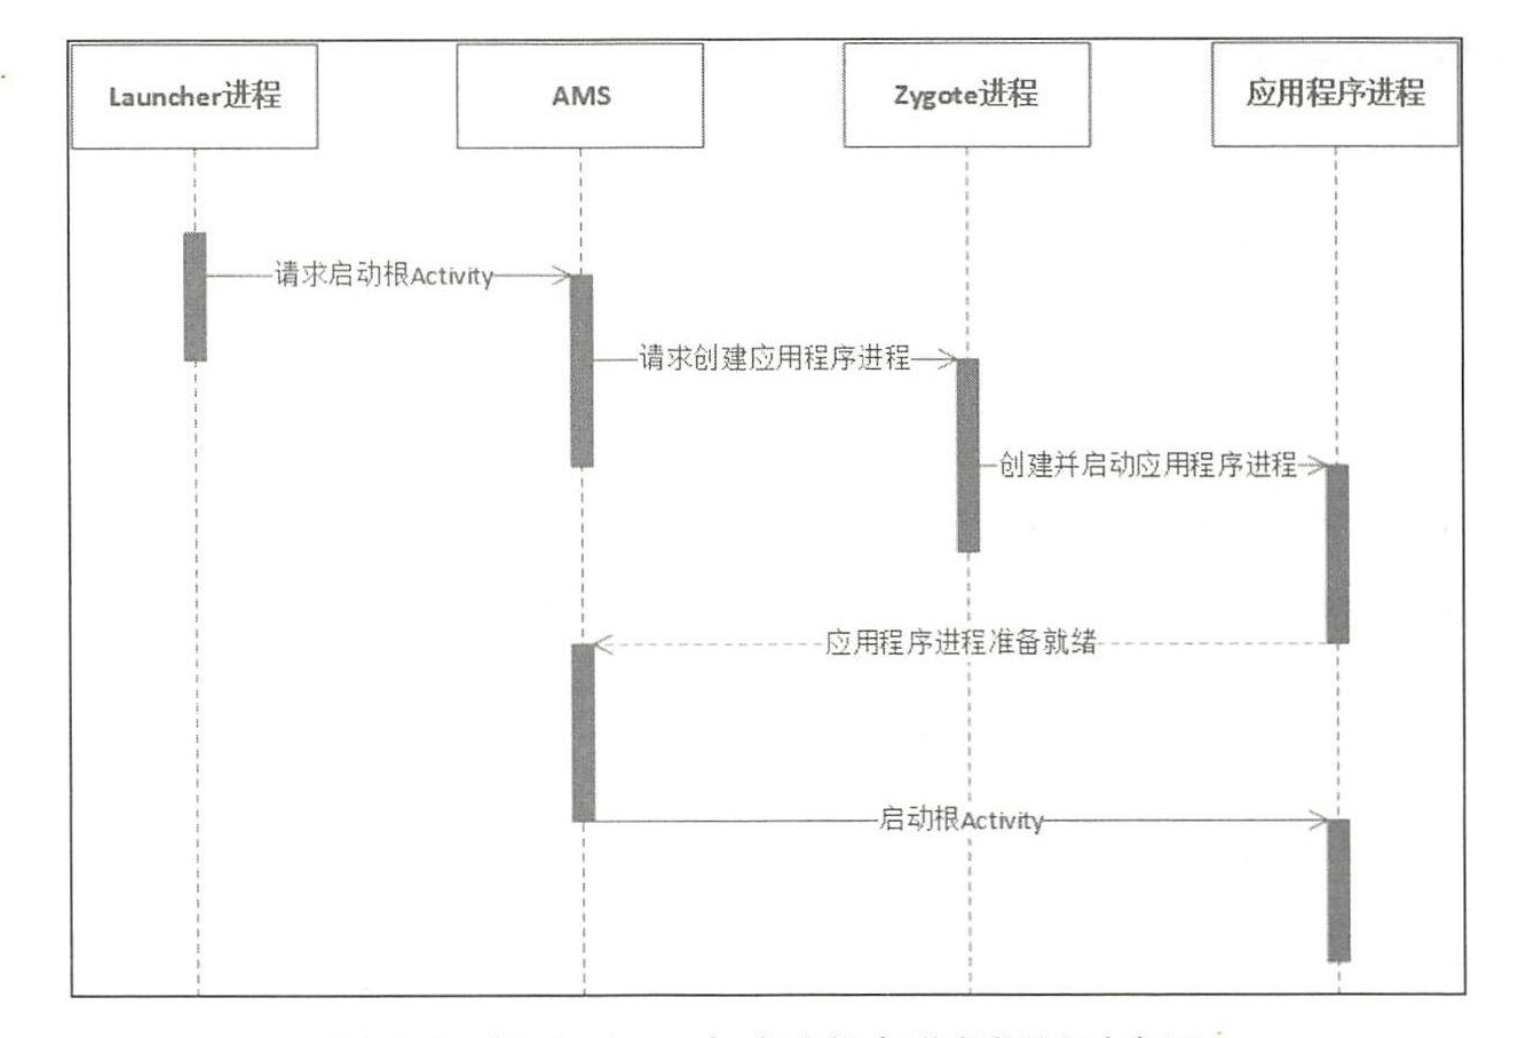 Launcher进程
AMS
Zygote进程
应用程序进程
请求启动根Activity
请求创建应用程序进程
创建并启动应用程序进程
应用程序进程准备就绪
启动根Activity